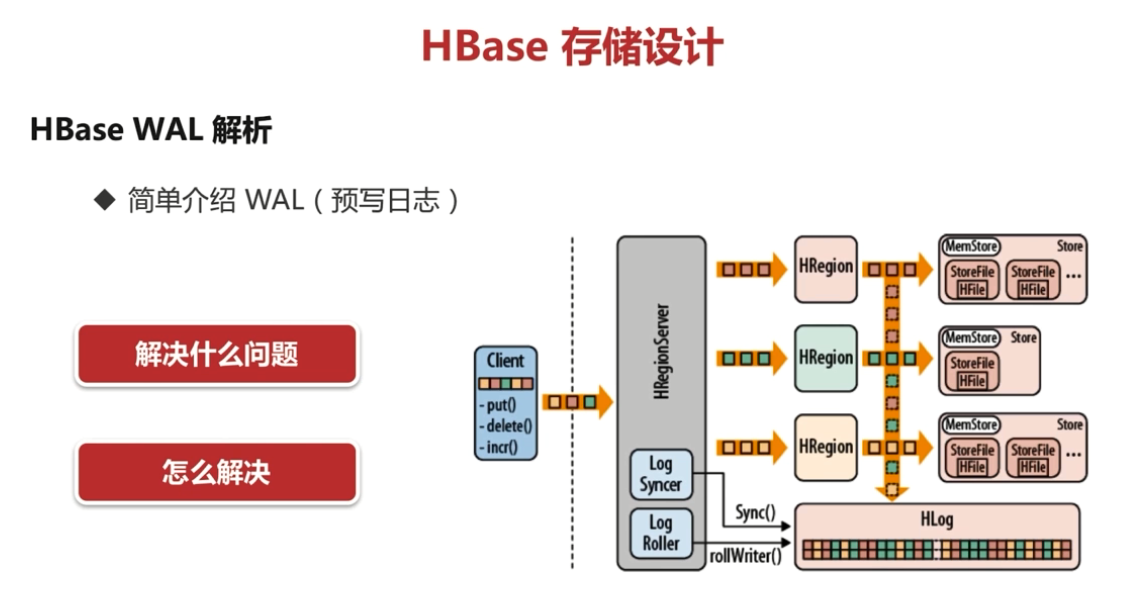 HBase 存储设计
HBase WAL 解析
◆ 简单介绍 WAL（预写日志）
解决什么问题
怎么解决
Client
- put()
- delete()
- incr()
HRegionServer
Log
Syncer
Log
Roller
Sync()
rollWriter()
HRegion
MemStore Store
StoreFile StoreFile ...
HFile HFile
HRegion
MemStore Store
StoreFile
HFile
HRegion
MemStore Store
StoreFile StoreFile ...
HFile HFile
HLog